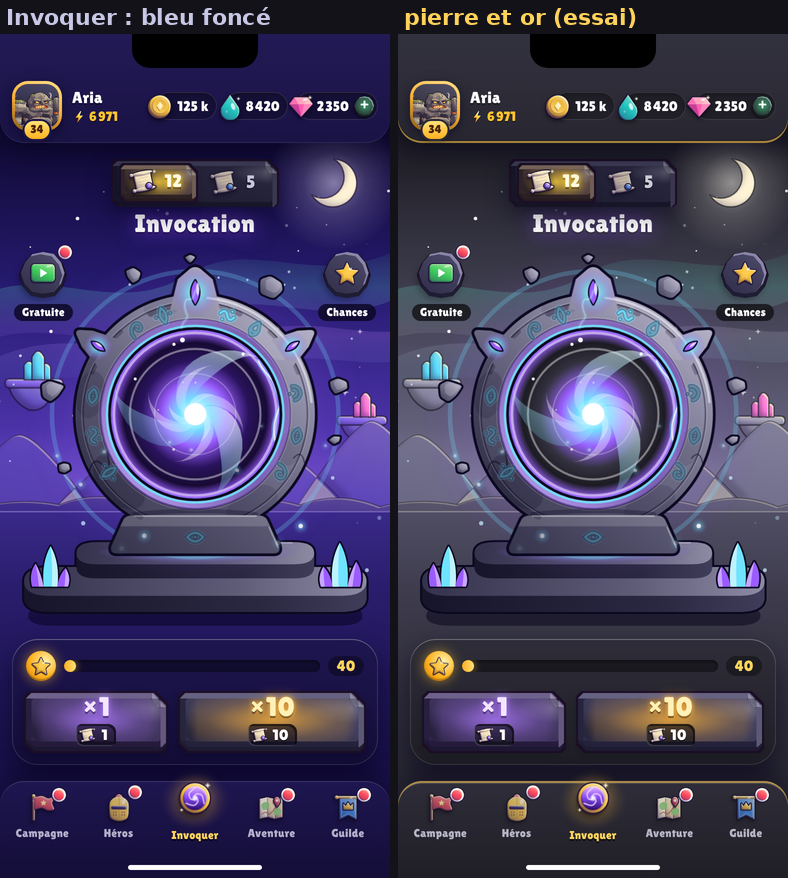 Invoquer : bleu foncé
pierre et or (essai)
Aria
6971
125 k
8420
2350
34
12
5
Invocation
Gratuite
Chances
40
×1
1
×10
10
Campagne
Héros
Invoquer
Aventure
Guilde
Aria
6971
125 k
8420
2350
34
12
5
Invocation
Gratuite
Chances
40
×1
1
×10
10
Campagne
Héros
Invoquer
Aventure
Guilde